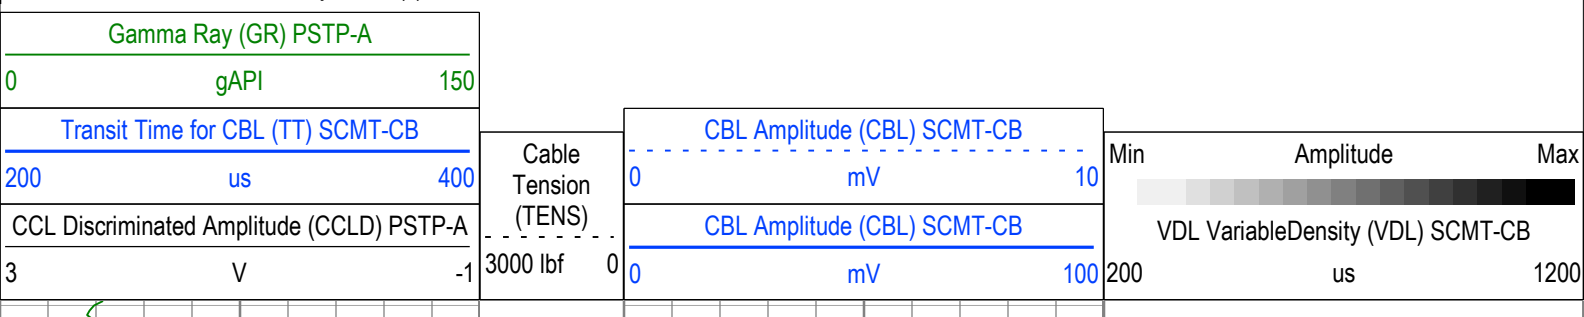 Gamma Ray (GR) PSTP-A
0 gAPI 150
Transit Time for CBL (TT) SCMT-CB
200 us 400
CCL Discriminated Amplitude (CCLD) PSTP-A
3 V -1
Cable
Tension
(TENS)
3000 lbf 0
CBL Amplitude (CBL) SCMT-CB
0 mV 10
CBL Amplitude (CBL) SCMT-CB
0 mV 100
Min Amplitude Max
VDL VariableDensity (VDL) SCMT-CB
200 us 1200